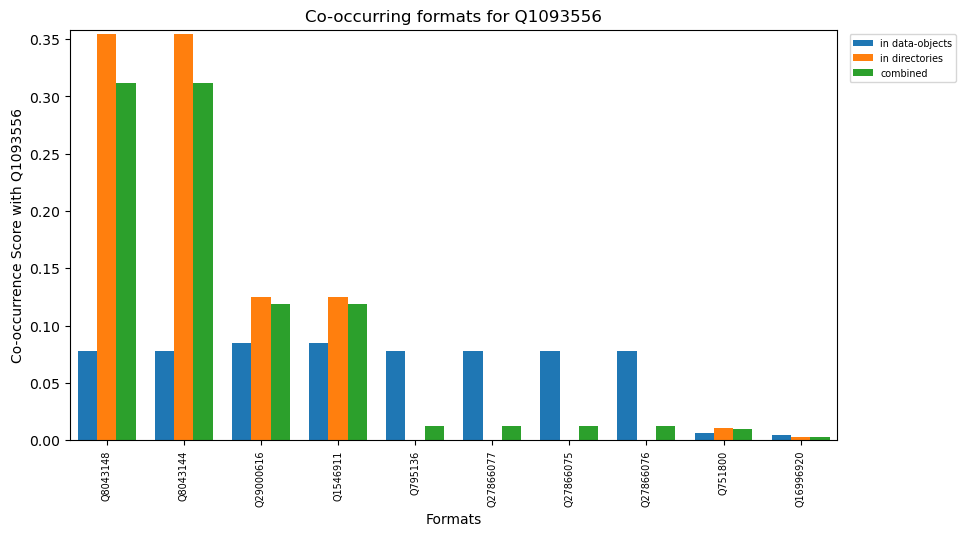 Co-occurring formats for Q1093556
Co-occurrence Score with Q1093556
0.35
0.30
0.25
0.20
0.15
0.10
0.05
0.00
Q8043148
Q8043144
Q29000616
Q1546911
Q795136
Q27866077
Q27866075
Q27866076
Q751800
Q16996920
Formats
in data-objects
in directories
combined